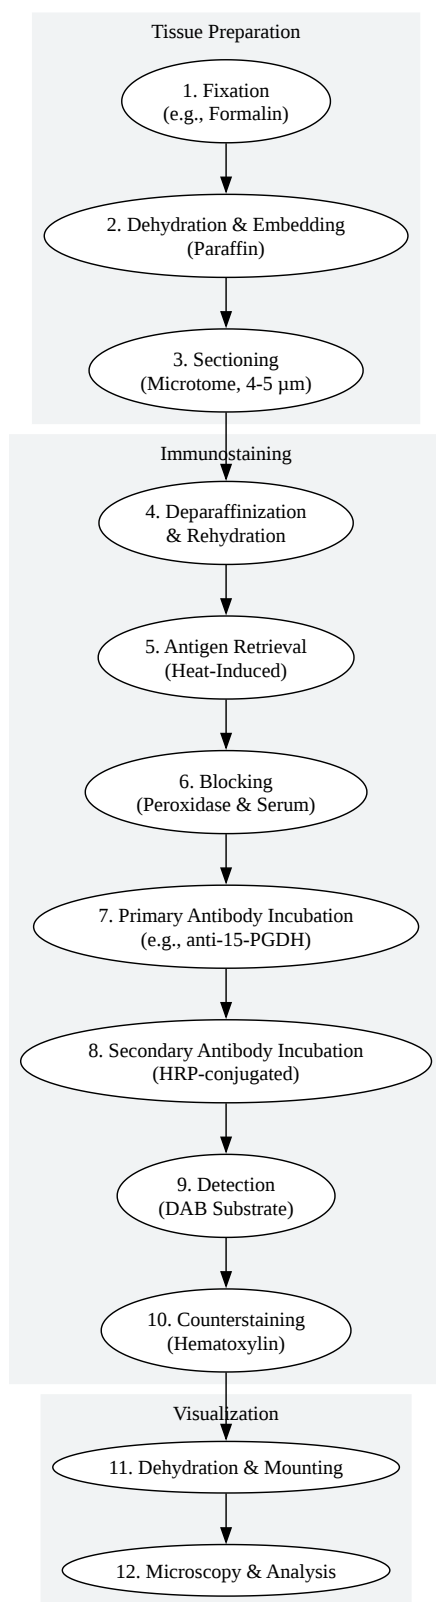 Tissue Preparation
1. Fixation
(e.g., Formalin)
2. Dehydration & Embedding
(Paraffin)
3. Sectioning
(Microtome, 4-5 µm)
Immunostaining
4. Deparaffinization
& Rehydration
5. Antigen Retrieval
(Heat-Induced)
6. Blocking
(Peroxidase & Serum)
7. Primary Antibody Incubation
(e.g., anti-15-PGDH)
8. Secondary Antibody Incubation
(HRP-conjugated)
9. Detection
(DAB Substrate)
10. Counterstaining
(Hematoxylin)
Visualization
11. Dehydration & Mounting
12. Microscopy & Analysis